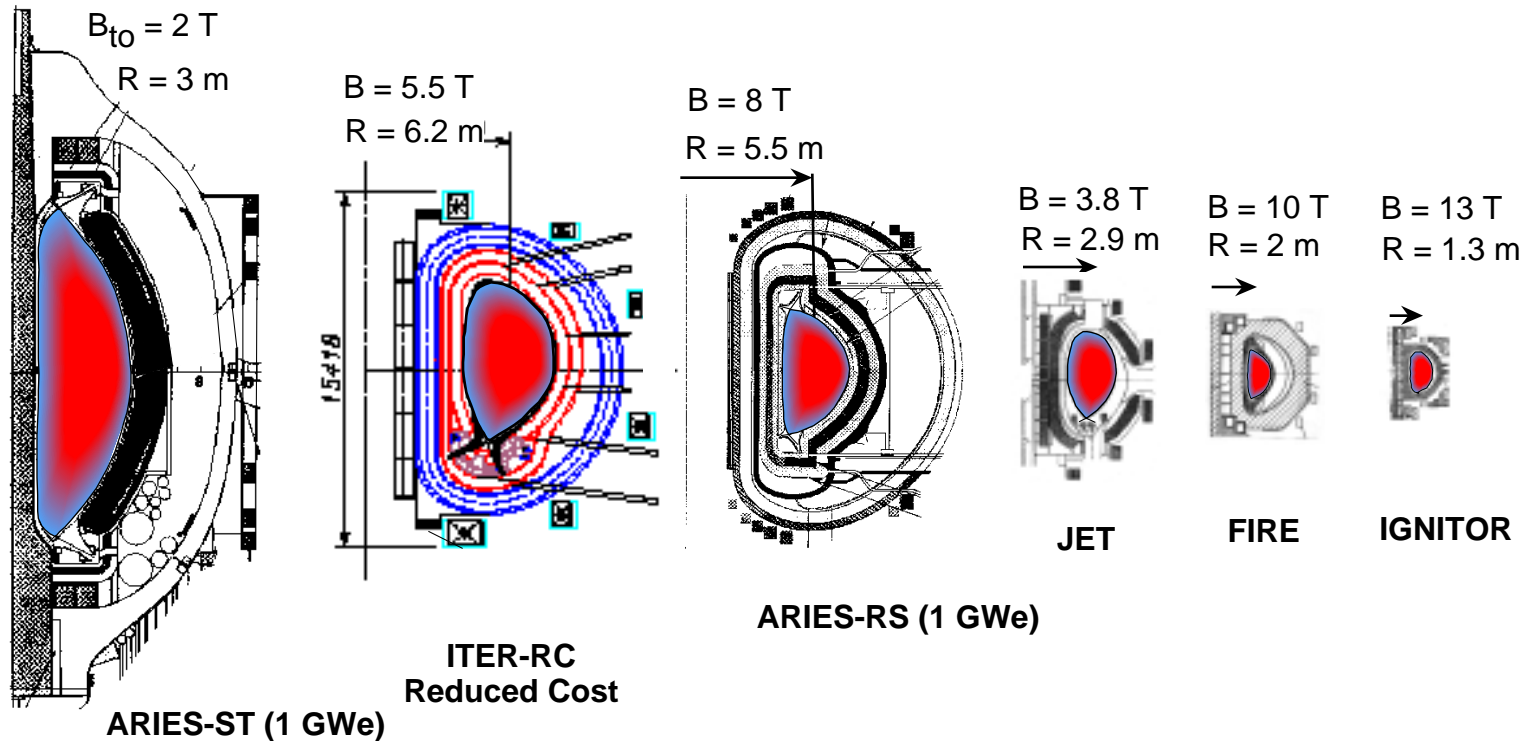 B_to = 2 T
R = 3 m
B = 5.5 T
R = 6.2 m
B = 8 T
R = 5.5 m
B = 3.8 T
R = 2.9 m
B = 10 T
R = 2 m
B = 13 T
R = 1.3 m
15418
8
JET
FIRE
IGNITOR
ARIES-RS (1 GWe)
ITER-RC
Reduced Cost
ARIES-ST (1 GWe)